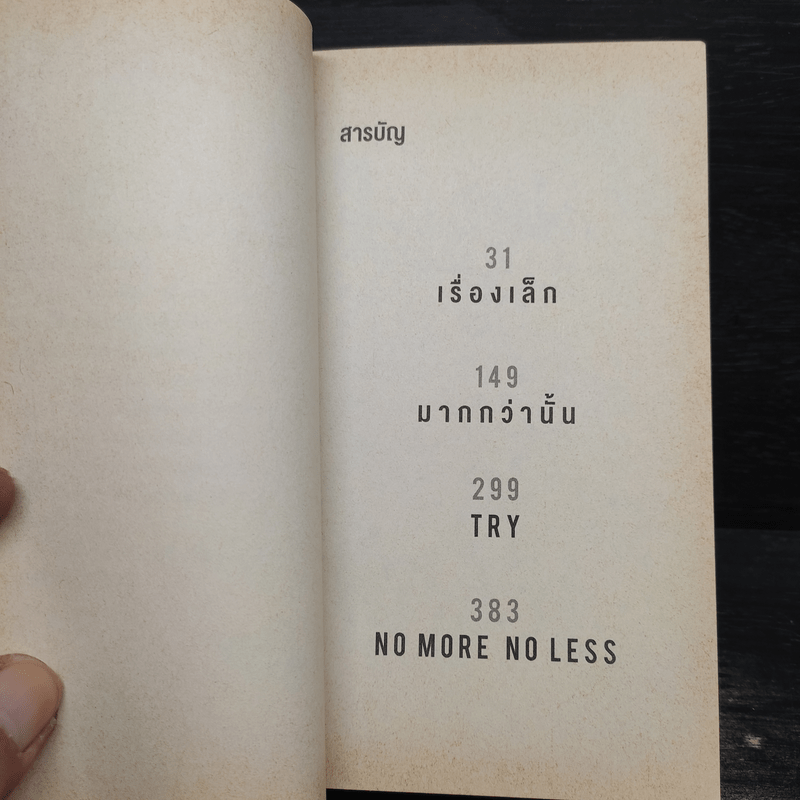 สารบัญ
31
เรื่องเล็ก
149
มากกว่านั้น
299
TRY
383
NO MORE NO LESS